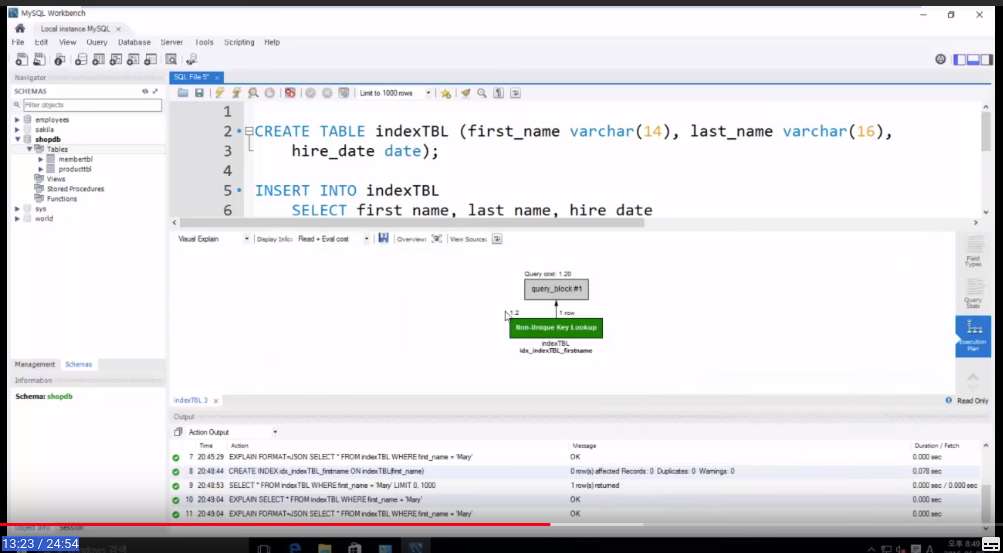 MySQL Workbench
Local instance MySQL ×
File Edit View Query Database Server Tools Scripting Help
Navigator
SQL File 5* ×
SCHEMAS
Limit to 1000 rows
Filter objects
employees
sakila
shopdb
Tables
membertbl
producttbl
Views
Stored Procedures
Functions
sys
world
1
2 CREATE TABLE indexTBL (first_name varchar(14), last_name varchar(16),
3 hire_date date);
4
5 INSERT INTO indexTBL
6 SELECT first_name, last_name, hire_date
Visual Explain Display Info: Read + Eval cost Overview: View Source:
Field Types
Query Stats
Execution Plan
Query cost: 1.20
query_block #1
1.2 1 row
Non-Unique Key Lookup
indexTBL
idx_indexTBL_firstname
Management Schemas
Information
Schema: shopdb
indexTBL 3 × Read Only
Output
Action Output
Time Action Message Duration / Fetch
7 20:45:29 EXPLAIN FORMAT=JSON SELECT * FROM indexTBL WHERE first_name = 'Mary' OK 0.000 sec
8 20:48:44 CREATE INDEX idx_indexTBL_firstname ON indexTBL(first_name) 0 row(s) affected Records: 0 Duplicates: 0 Warnings: 0 0.078 sec
9 20:48:53 SELECT * FROM indexTBL WHERE first_name = 'Mary' LIMIT 0, 1000 1 row(s) returned 0.000 sec / 0.000 sec
10 20:49:04 EXPLAIN SELECT * FROM indexTBL WHERE first_name = 'Mary' OK 0.000 sec
11 20:49:04 EXPLAIN FORMAT=JSON SELECT * FROM indexTBL WHERE first_name = 'Mary' OK 0.000 sec
Object Info Session
13:23 / 24:54
오후 8:49